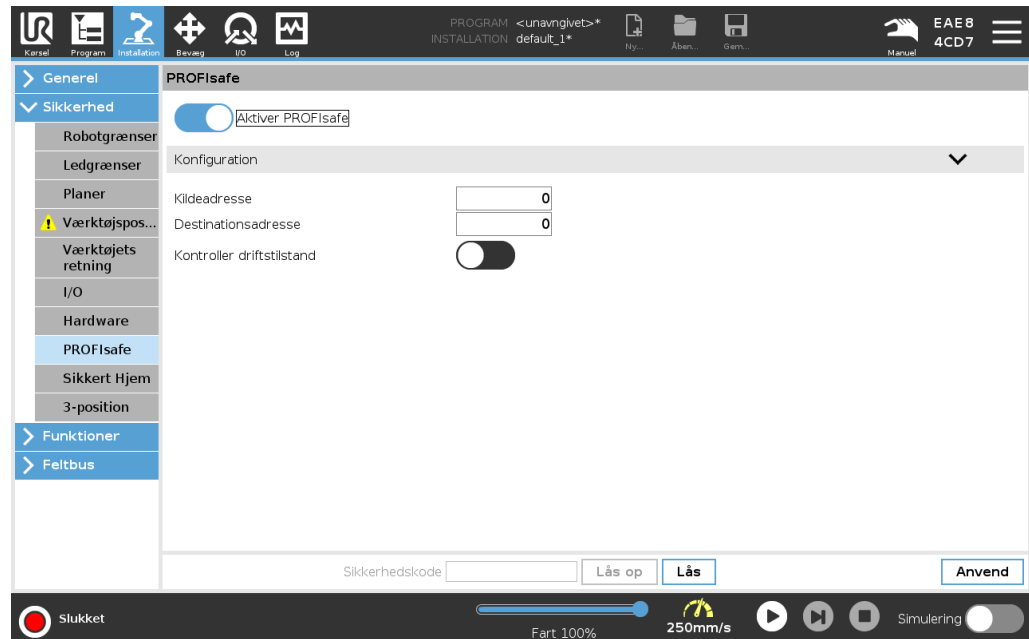 PROGRAM <unavngivet>*
INSTALLATION default_1*
Kørsel Program Installation Bevæg I/O Log Ny... Åben... Gem... Manuel
EAE8
4CD7
Generel
Sikkerhed
Robotgrænser
Ledgrænser
Planer
Værktøjspos...
Værktøjets
retning
I/O
Hardware
PROFIsafe
Sikkert Hjem
3-position
Funktioner
Feltbus
PROFIsafe
Aktiver PROFIsafe
Konfiguration
Kildeadresse 0
Destinationsadresse 0
Kontroller driftstilstand
Sikkerhedskode Lås op Lås Anvend
Slukket
Fart 100%
250mm/s
Simulering